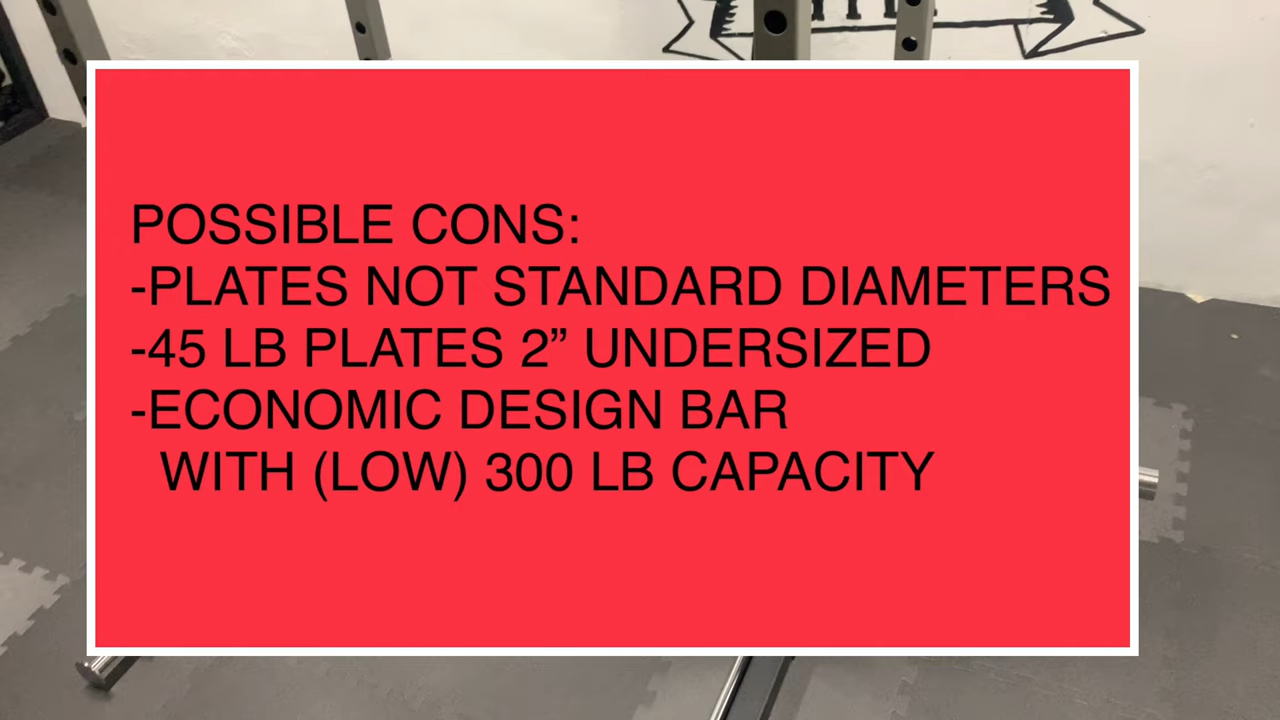 POSSIBLE CONS:
-PLATES NOT STANDARD DIAMETERS
-45 LB PLATES 2” UNDERSIZED
-ECONOMIC DESIGN BAR
WITH (LOW) 300 LB CAPACITY